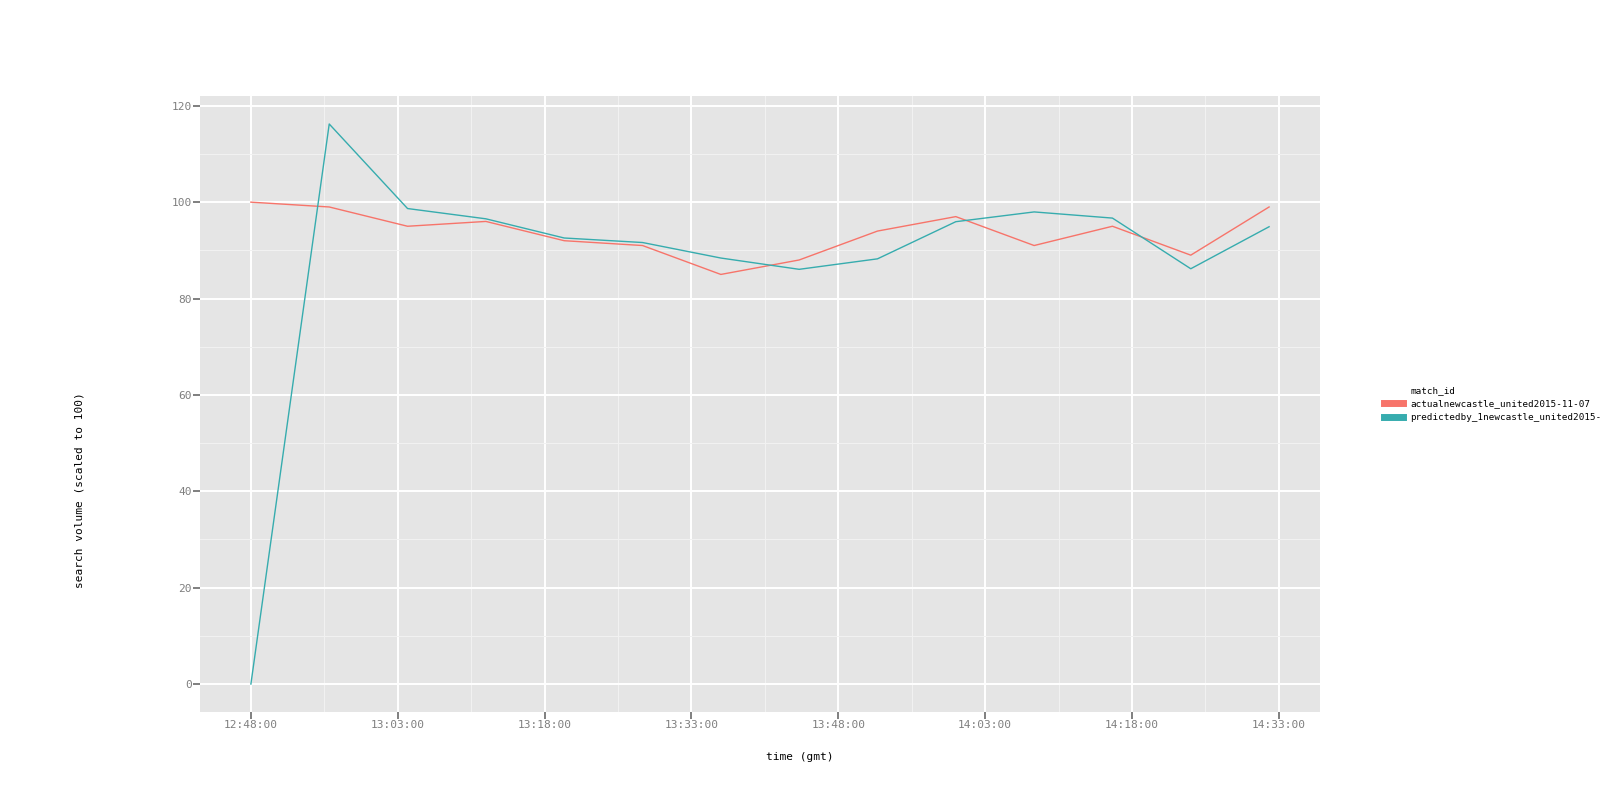 120
100
80
60
40
20
0
search volume (scaled to 100)
12:48:00 13:03:00 13:18:00 13:33:00 13:48:00 14:03:00 14:18:00 14:33:00
time (gmt)
match_id
actualnewcastle_united2015-11-07
predictedby_1newcastle_united2015-